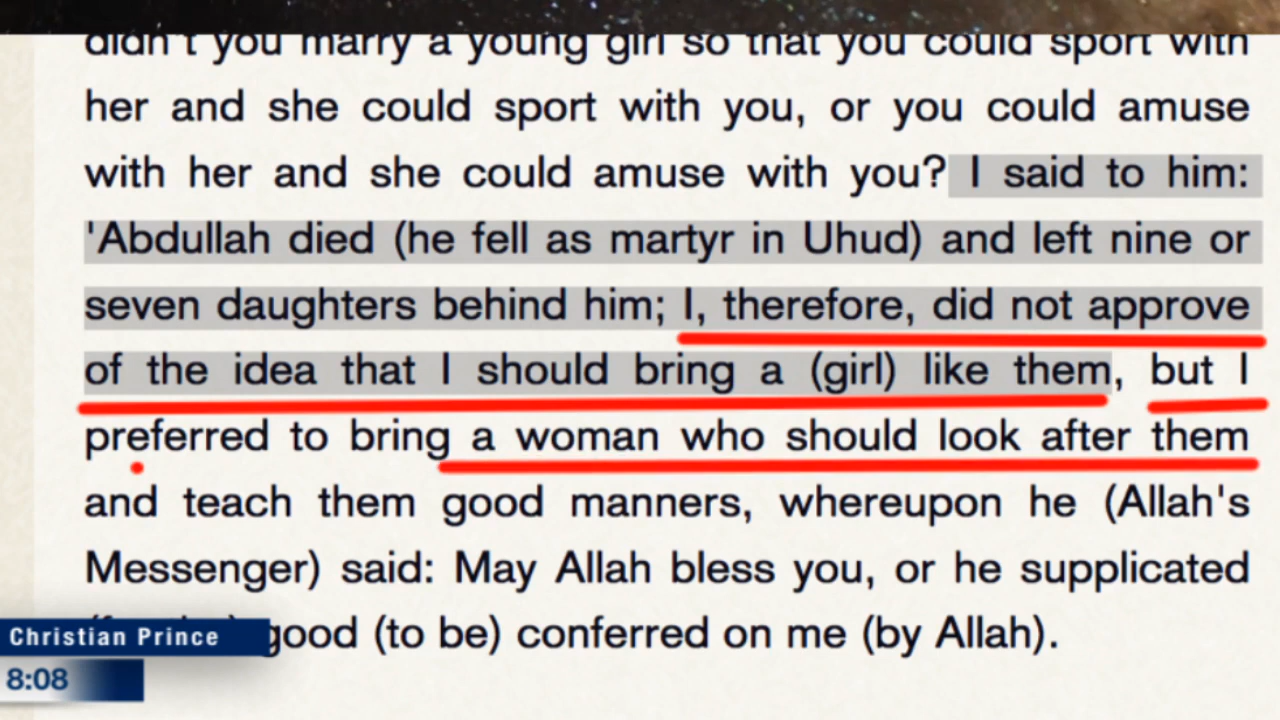 didn't you marry a young girl so that you could sport with
her and she could sport with you, or you could amuse
with her and she could amuse with you? I said to him:
'Abdullah died (he fell as martyr in Uhud) and left nine or
seven daughters behind him; I, therefore, did not approve
of the idea that I should bring a (girl) like them, but I
preferred to bring a woman who should look after them
and teach them good manners, whereupon he (Allah's
Messenger) said: May Allah bless you, or he supplicated
good (to be) conferred on me (by Allah).
Christian Prince
8:08